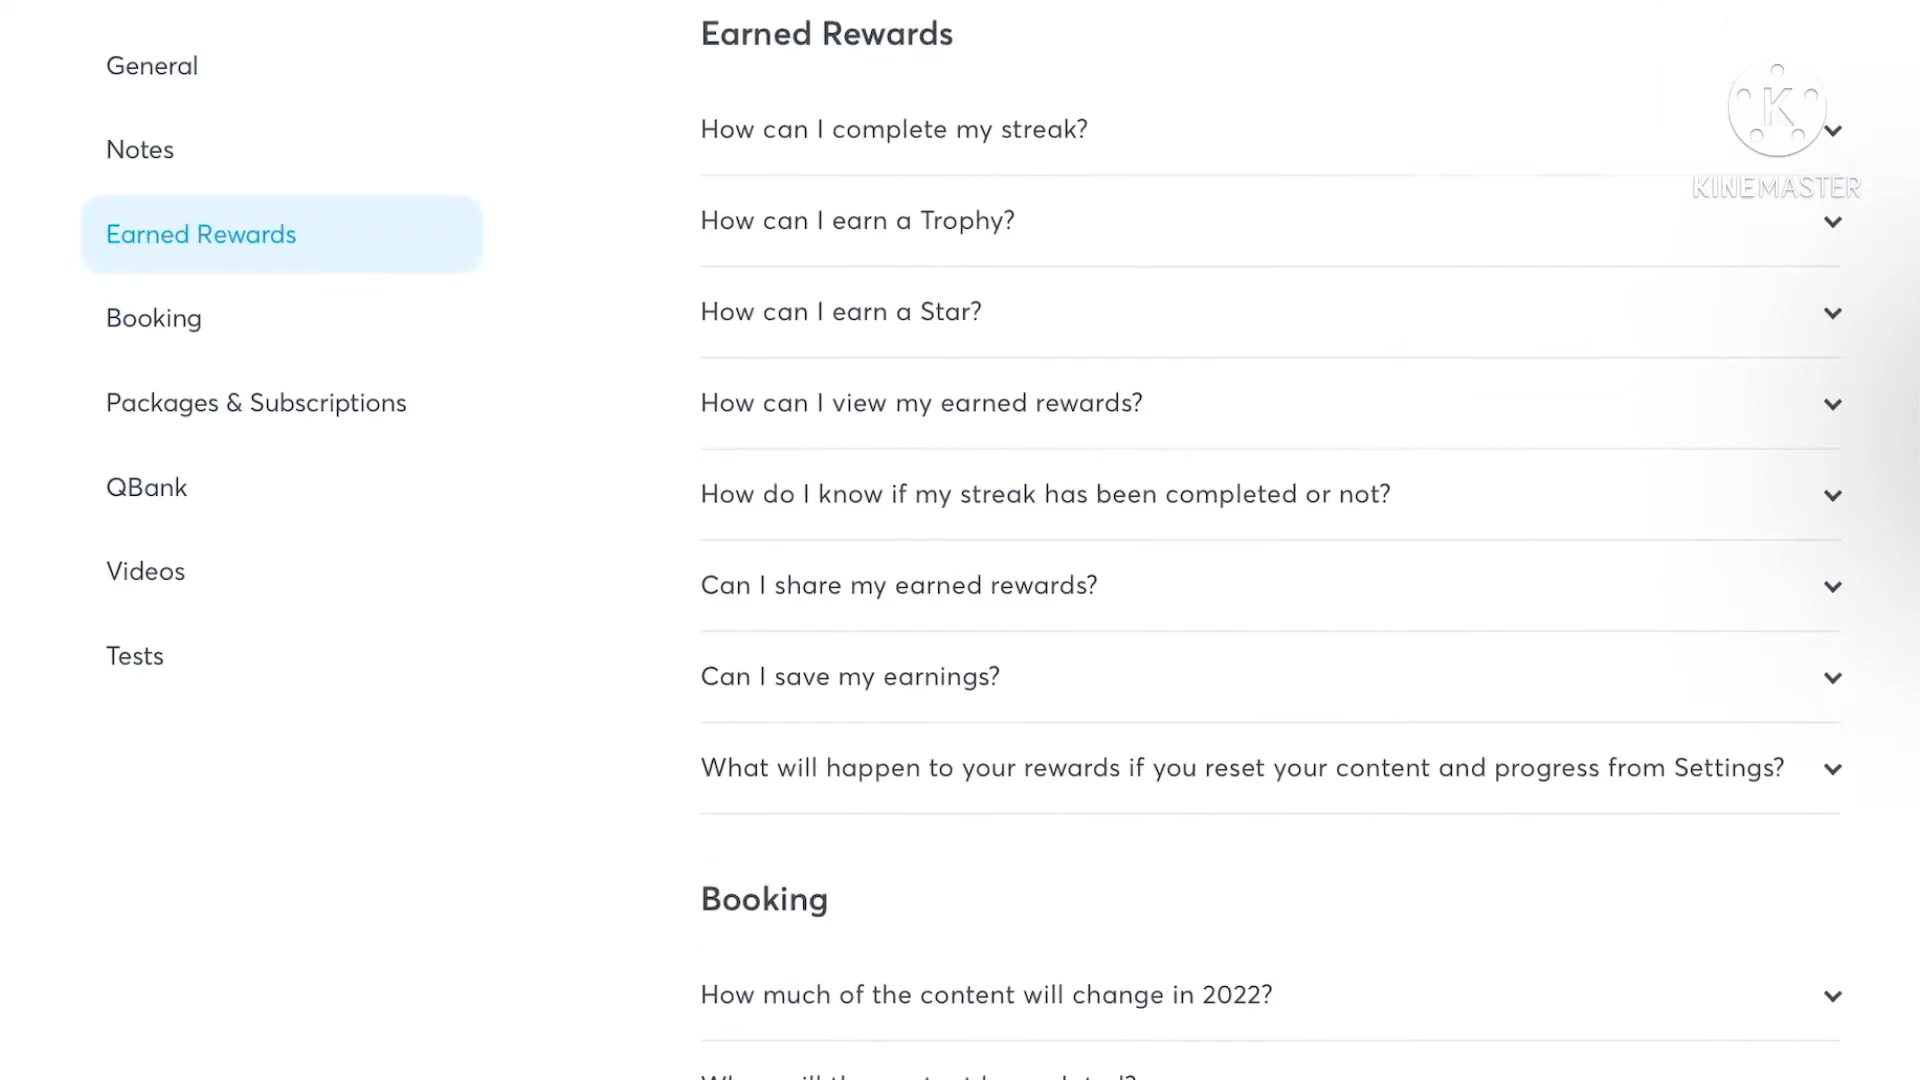 General
Notes
Earned Rewards
Booking
Packages & Subscriptions
QBank
Videos
Tests
Earned Rewards
How can I complete my streak?
How can I earn a Trophy?
How can I earn a Star?
How can I view my earned rewards?
How do I know if my streak has been completed or not?
Can I share my earned rewards?
Can I save my earnings?
What will happen to your rewards if you reset your content and progress from Settings?
Booking
How much of the content will change in 2022?
K
KINEMASTER